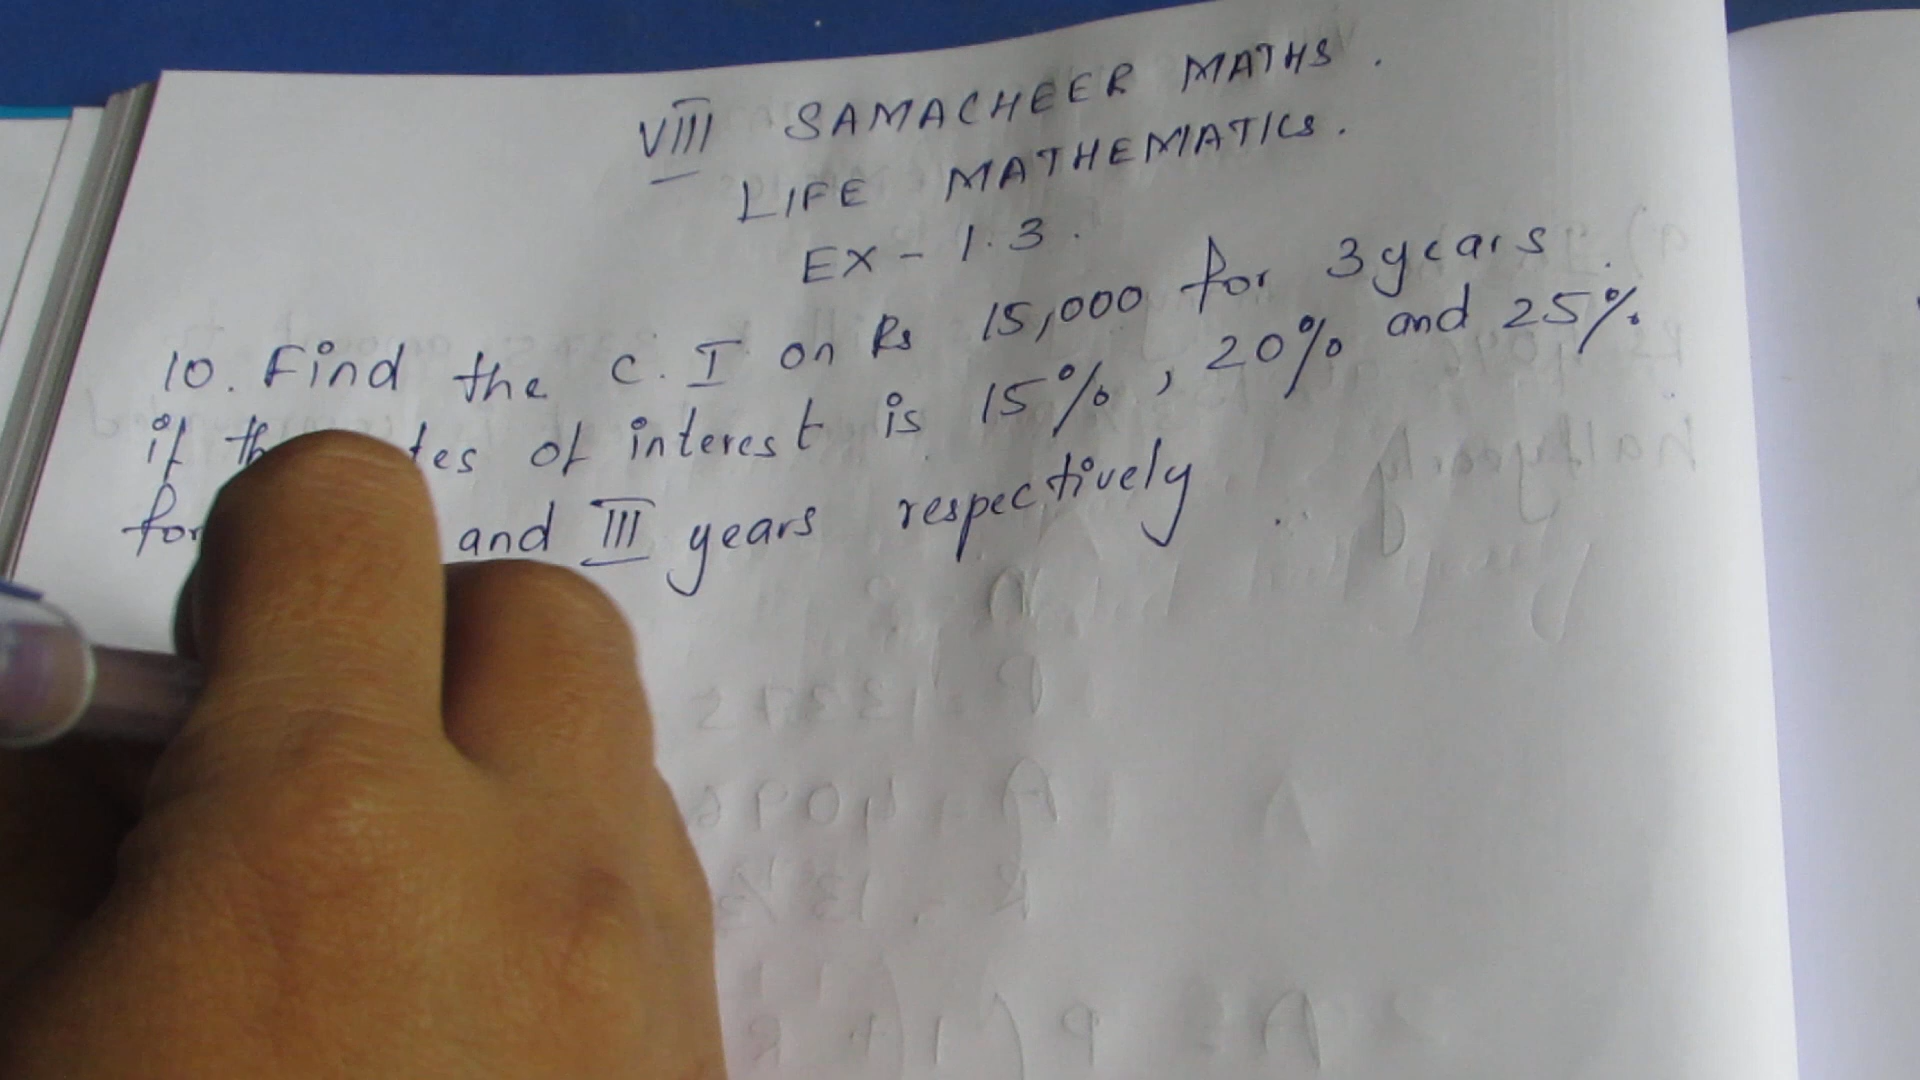 VIII SAMACHEER MATHS.
LIFE MATHEMATICS.
EX - 1.3.
10. Find the C.I on Rs 15,000 for 3 years
if tes of interest is 15%, 20% and 25%
for and III years respectively